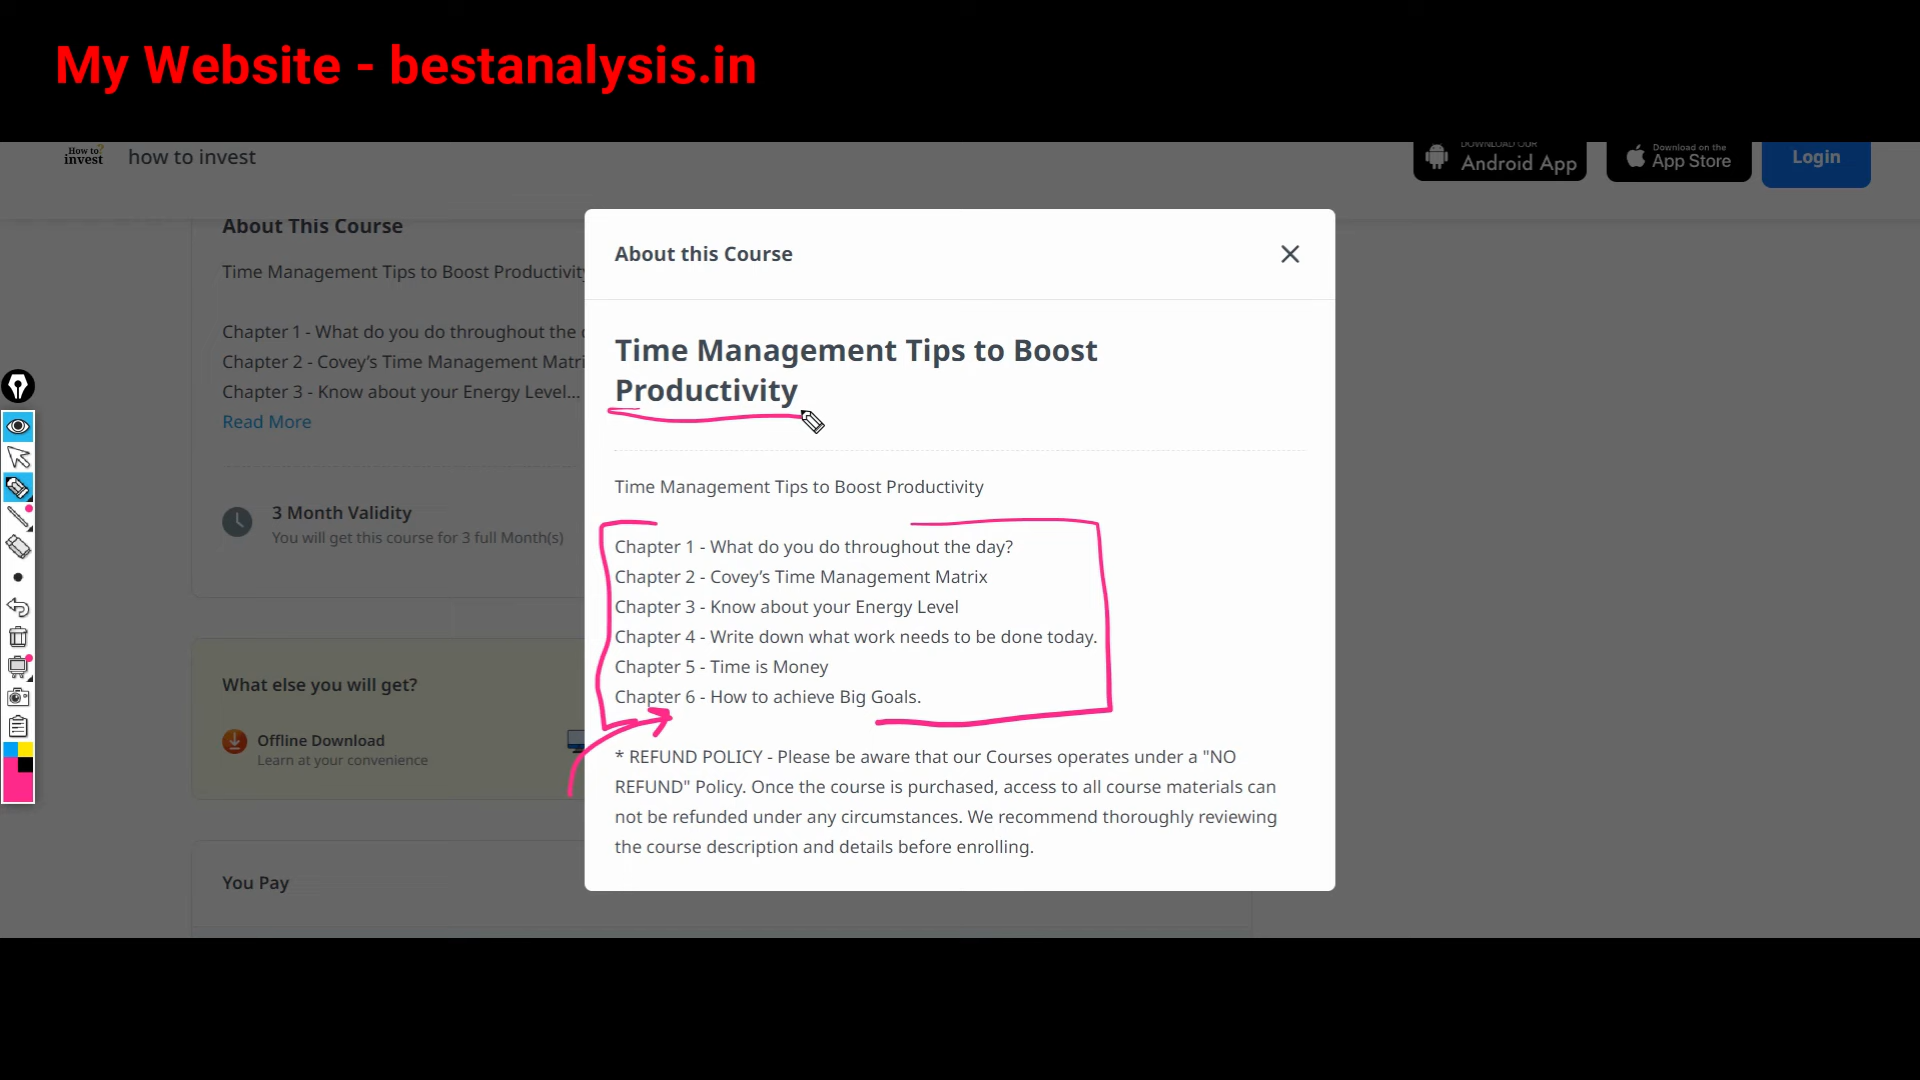 My Website - bestanalysis.in
How to?
invest
how to invest
DOWNLOAD OUR
Android App
Download on the
App Store
Login
About This Course
Time Management Tips to Boost Productivity
Chapter 1 - What do you do throughout the
Chapter 2 - Covey's Time Management Matri
Chapter 3 - Know about your Energy Level...
Read More
3 Month Validity
You will get this course for 3 full Month(s)
What else you will get?
Offline Download
Learn at your convenience
You Pay
About this Course
Time Management Tips to Boost
Productivity
Time Management Tips to Boost Productivity
Chapter 1 - What do you do throughout the day?
Chapter 2 - Covey’s Time Management Matrix
Chapter 3 - Know about your Energy Level
Chapter 4 - Write down what work needs to be done today.
Chapter 5 - Time is Money
Chapter 6 - How to achieve Big Goals.
* REFUND POLICY - Please be aware that our Courses operates under a "NO
REFUND" Policy. Once the course is purchased, access to all course materials can
not be refunded under any circumstances. We recommend thoroughly reviewing
the course description and details before enrolling.